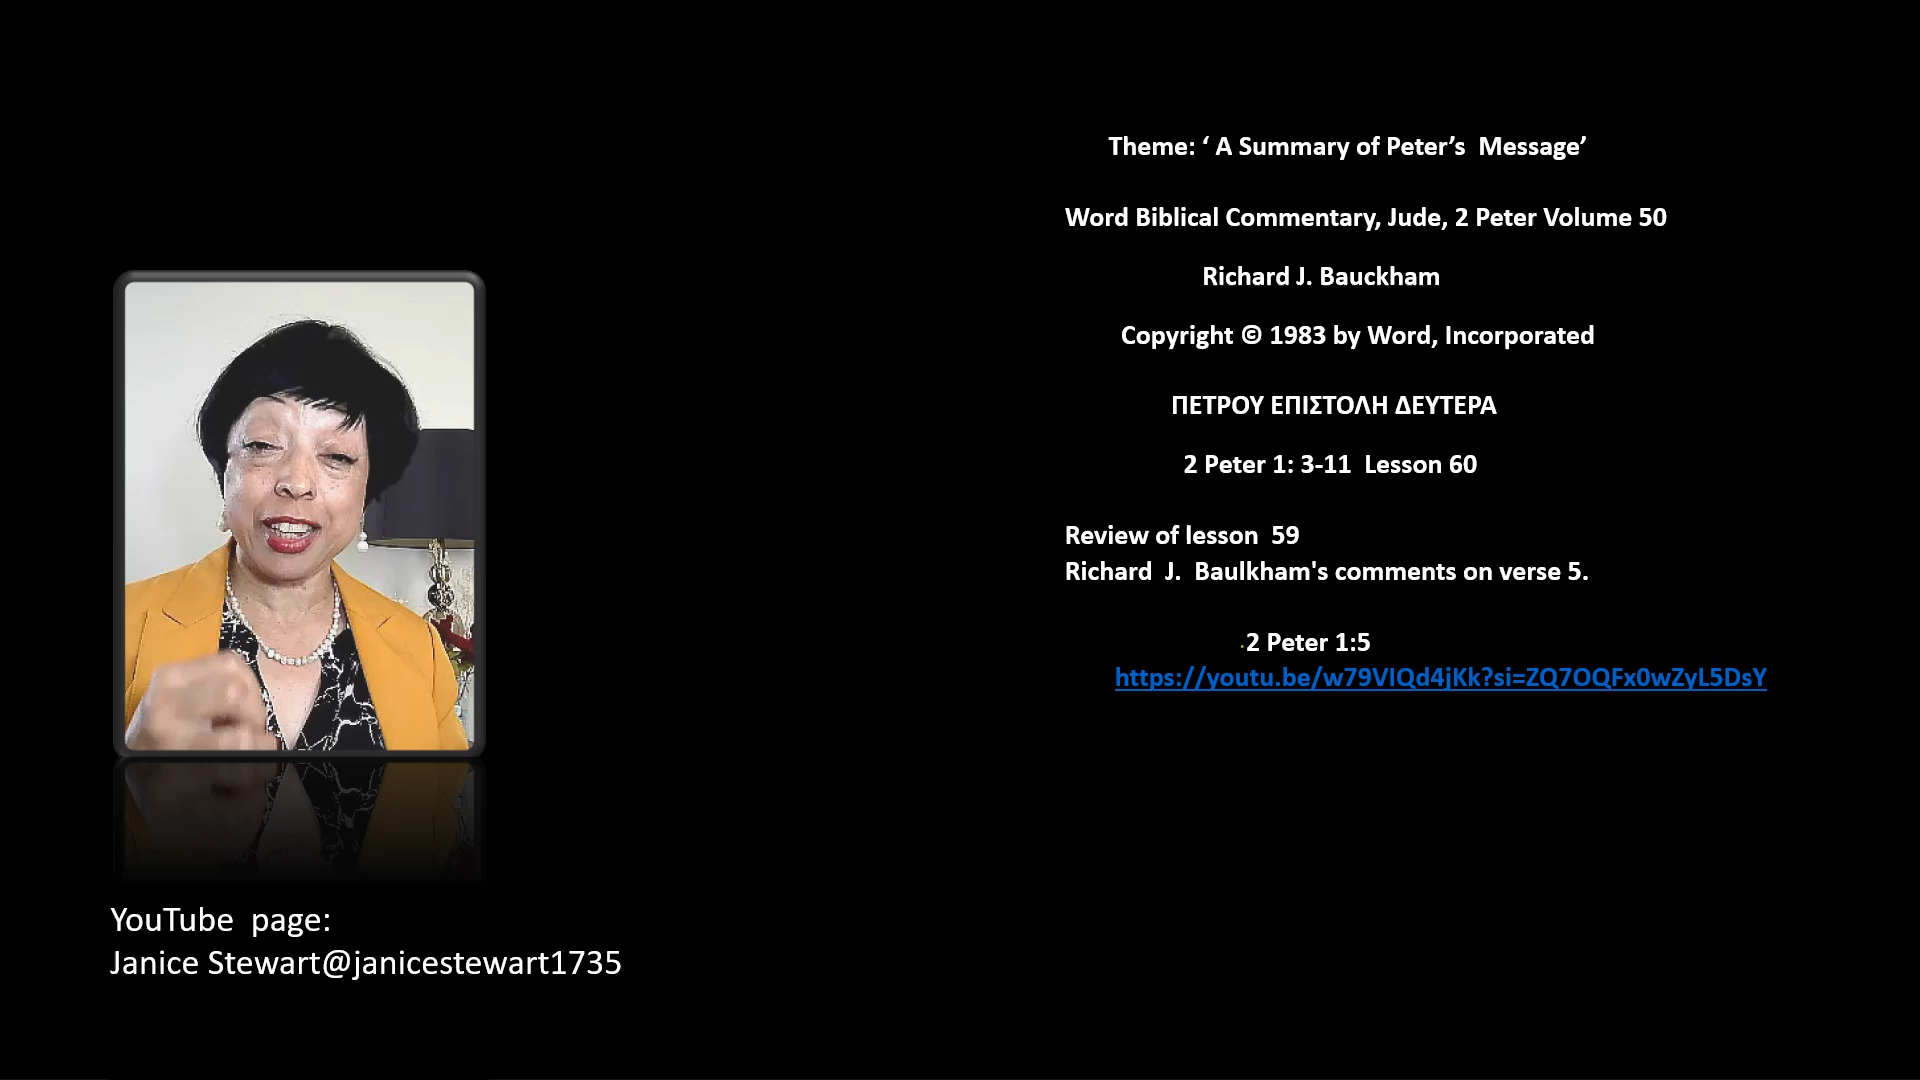 Theme: ‘ A Summary of Peter’s  Message’
Word Biblical Commentary, Jude, 2 Peter Volume 50
Richard J. Bauckham
Copyright © 1983 by Word, Incorporated
ΠΕΤΡΟΥ ΕΠΙΣΤΟΛΗ ΔΕΥΤΕΡΑ
2 Peter 1: 3-11  Lesson 60
Review of lesson  59
Richard  J.  Baulkham's comments on verse 5.
.2 Peter 1:5
https://youtu.be/w79VIQd4jKk?si=ZQ7OQFx0wZyL5DsY
YouTube  page:
Janice Stewart@janicestewart1735